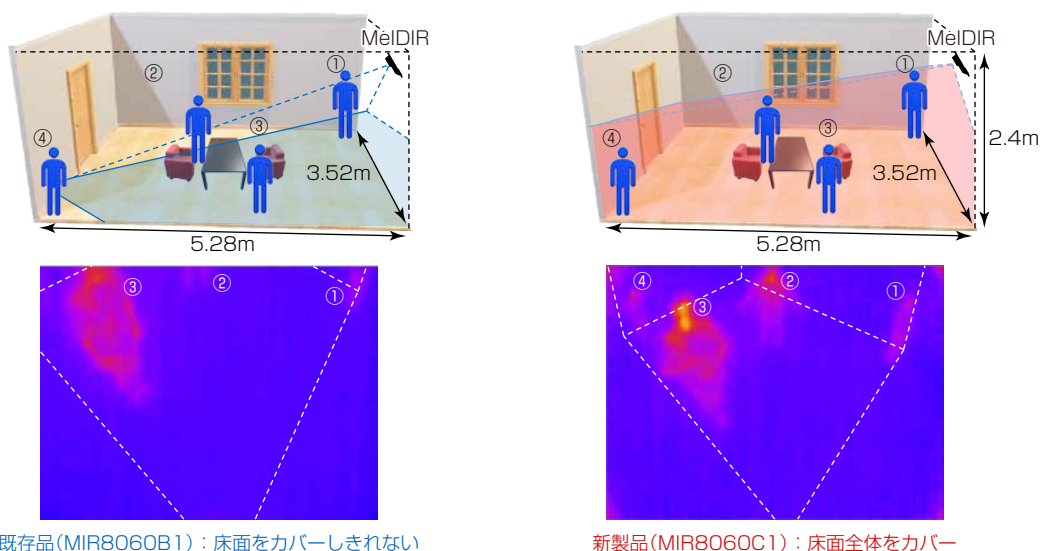 MelDIR
①
②
③
④
3.52m
5.28m
MelDIR
①
②
③
④
2.4m
3.52m
5.28m
③
②
①
④
③
②
①
既存品(MIR8060B1)：床面をカバーしきれない
新製品(MIR8060C1)：床面全体をカバー